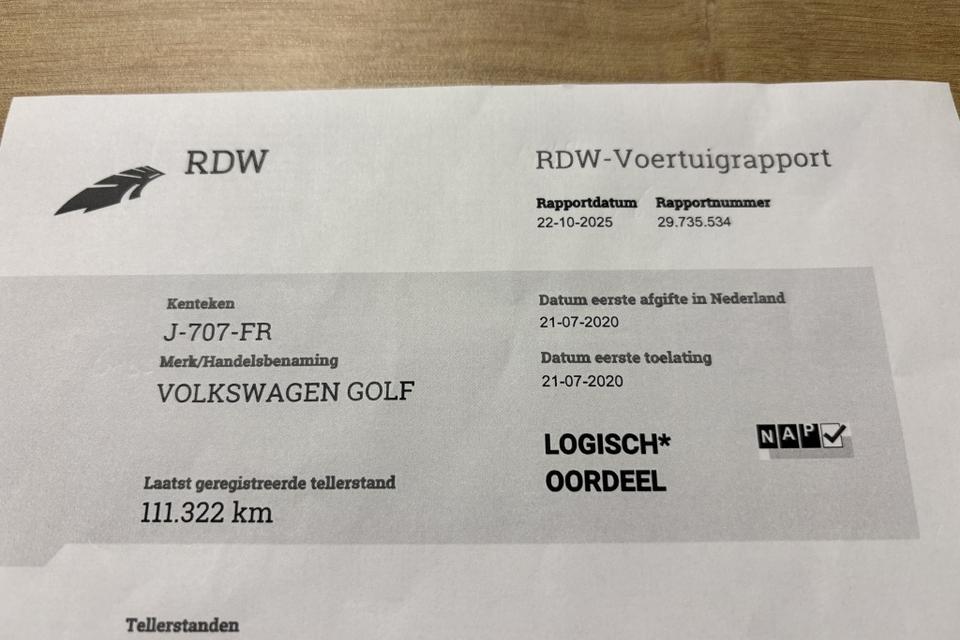 RDW
RDW-Voertuigrapport
Rapportdatum Rapportnummer
22-10-2025 29.735.534
Kenteken
J-707-FR
Merk/Handelsbenaming
VOLKSWAGEN GOLF
Laatst geregistreerde tellerstand
111.322 km
Datum eerste afgifte in Nederland
21-07-2020
Datum eerste toelating
21-07-2020
LOGISCH*
OORDEEL
NAP
Tellerstanden